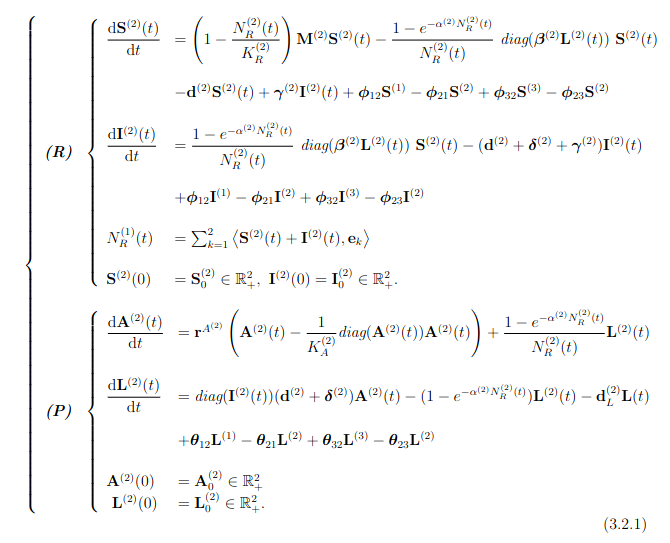 dS^{(2)}(t)/dt = (1 − N_R^{(2)}(t)/K_R^{(2)}) M^{(2)}S^{(2)}(t) − (1 − e^{−α^{(2)}N_R^{(2)}(t)})/N_R^{(2)}(t) diag(β^{(2)}L^{(2)}(t)) S^{(2)}(t)
−d^{(2)}S^{(2)}(t) + γ^{(2)}I^{(2)}(t) + ϕ_{12}S^{(1)} − ϕ_{21}S^{(2)} + ϕ_{32}S^{(3)} − ϕ_{23}S^{(2)}
(R) dI^{(2)}(t)/dt = (1 − e^{−α^{(2)}N_R^{(2)}(t)})/N_R^{(2)}(t) diag(β^{(2)}L^{(2)}(t)) S^{(2)}(t) − (d^{(2)} + δ^{(2)} + γ^{(2)})I^{(2)}(t)
+ϕ_{12}I^{(1)} − ϕ_{21}I^{(2)} + ϕ_{32}I^{(3)} − ϕ_{23}I^{(2)}
N_R^{(1)}(t) = ∑_{k=1}^{2} ⟨S^{(2)}(t) + I^{(2)}(t), e_k⟩
S^{(2)}(0) = S_0^{(2)} ∈ ℝ_+^2, I^{(2)}(0) = I_0^{(2)} ∈ ℝ_+^2.
dA^{(2)}(t)/dt = r^{A^{(2)}} (A^{(2)}(t) − 1/K_A^{(2)} diag(A^{(2)}(t))A^{(2)}(t)) + (1 − e^{−α^{(2)}N_R^{(2)}(t)})/N_R^{(2)}(t) L^{(2)}(t)
(P) dL^{(2)}(t)/dt = diag(I^{(2)}(t))(d^{(2)} + δ^{(2)})A^{(2)}(t) − (1 − e^{−α^{(2)}N_R^{(2)}(t)})L^{(2)}(t) − d_L^{(2)}L(t)
+θ_{12}L^{(1)} − θ_{21}L^{(2)} + θ_{32}L^{(3)} − θ_{23}L^{(2)}
A^{(2)}(0) = A_0^{(2)} ∈ ℝ_+^2
L^{(2)}(0) = L_0^{(2)} ∈ ℝ_+^2.
(3.2.1)